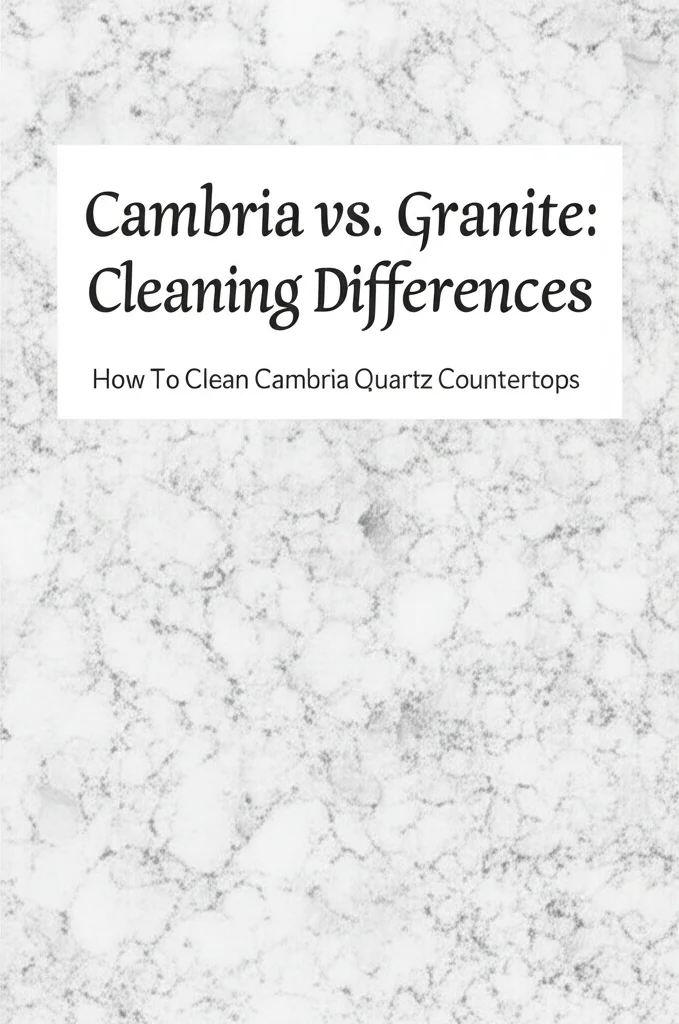 Cambria vs. Granite:
Cleaning Differences
How To Clean Cambria Quartz Countertops